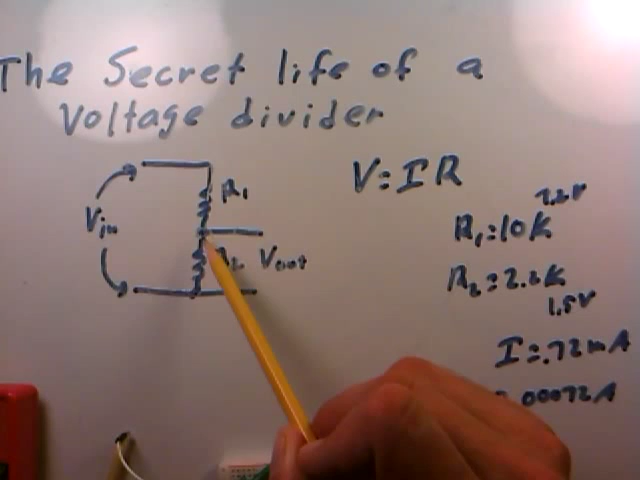 The Secret life of a
Voltage divider
V=IR
R1
7.2V
Vin
R1=10K
Vout
R2=2.2K
1.5V
I=.72mA
.00072A